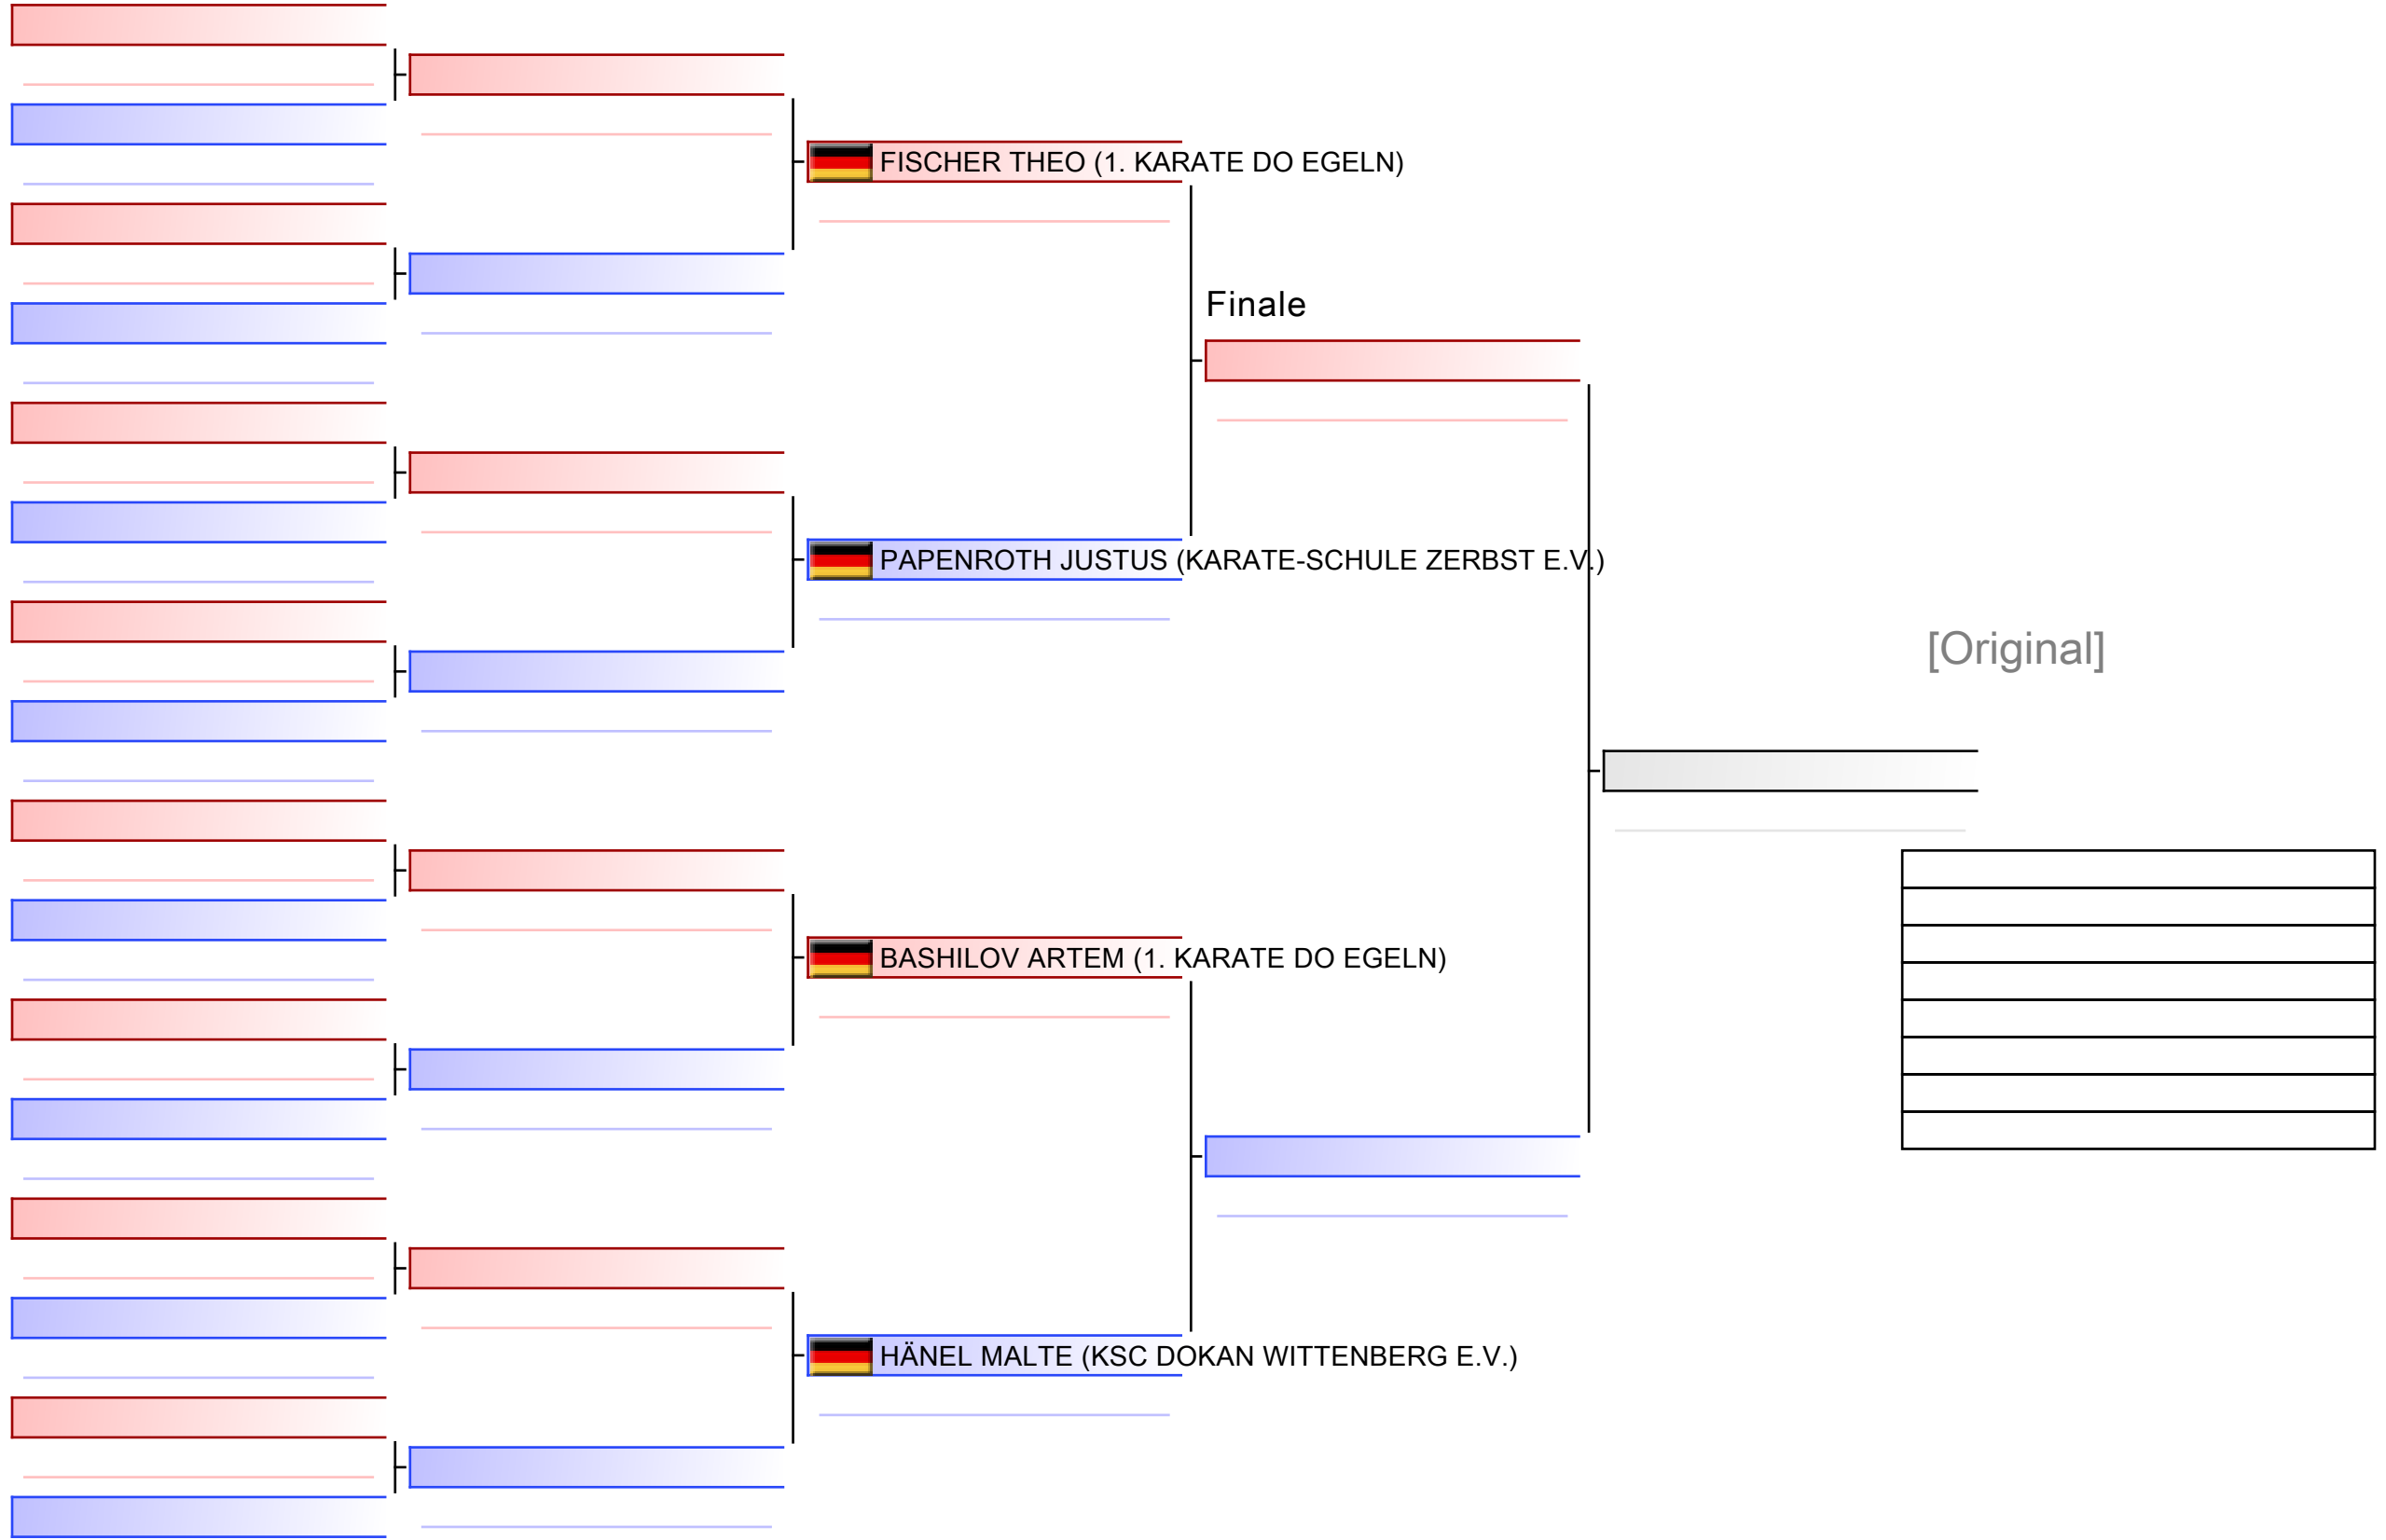 FISCHER THEO (1. KARATE DO EGELN)
Finale
PAPENROTH JUSTUS (KARATE-SCHULE ZERBST E.V.)
[Original]
BASHILOV ARTEM (1. KARATE DO EGELN)
HÄNEL MALTE (KSC DOKAN WITTENBERG E.V.)